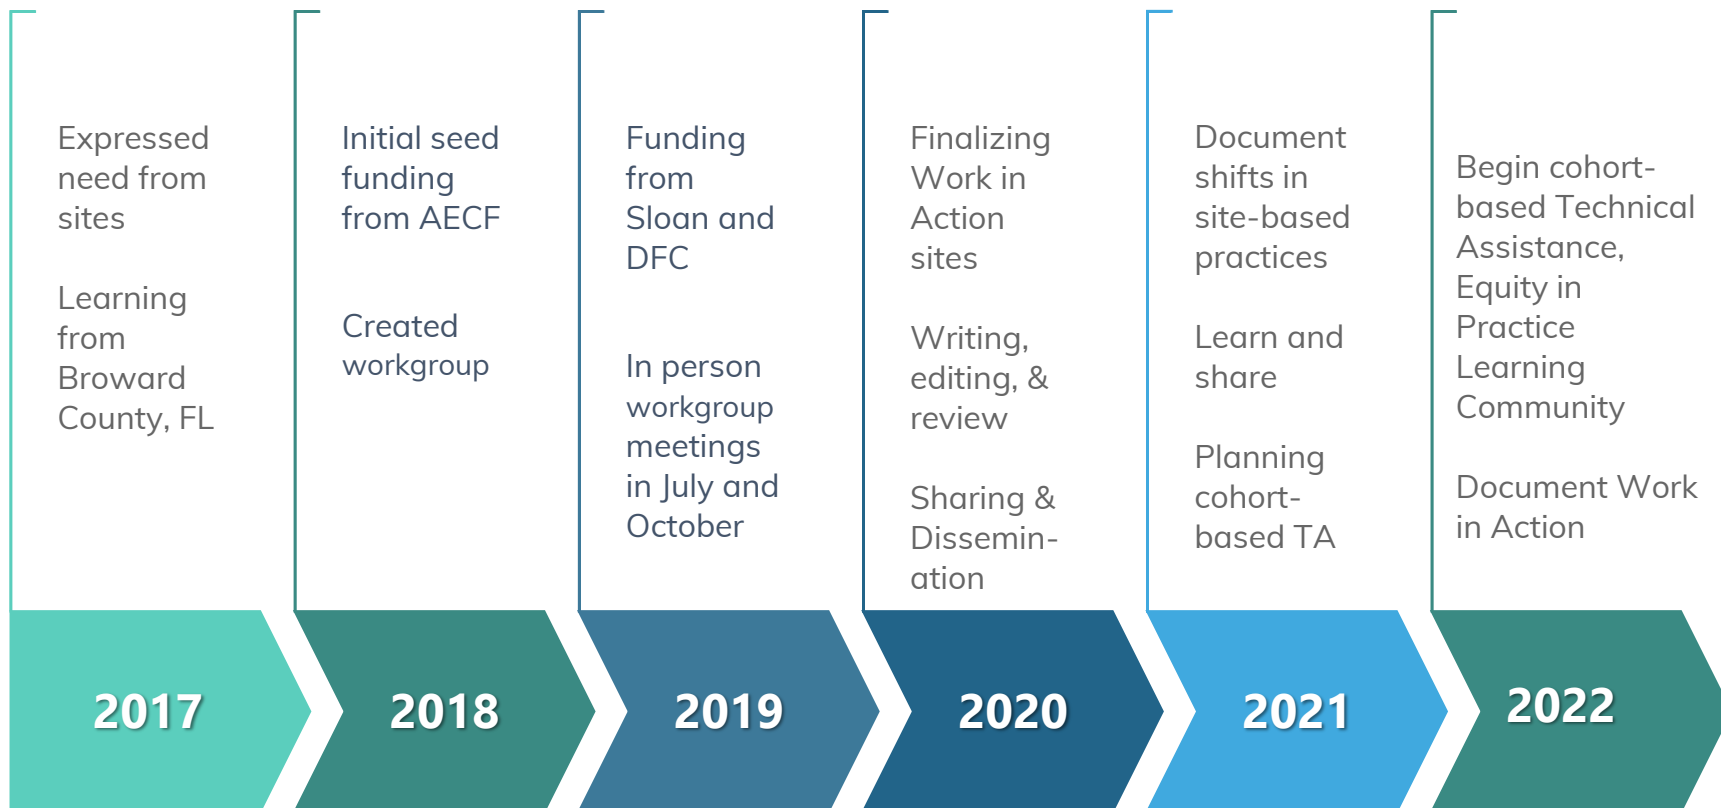 Expressed
need from
sites
Learning
from
Broward
County, FL
Initial seed
funding
from AECF
Created
workgroup
Funding
from
Sloan and
DFC
In person
workgroup
meetings
in July and
October
Finalizing
Work in
Action
sites
Writing,
editing, &
review
Sharing &
Dissemin-
ation
Document
shifts in
site-based
practices
Learn and
share
Planning
cohort-
based TA
Begin cohort-
based Technical
Assistance,
Equity in
Practice
Learning
Community
Document Work
in Action
2017
2018
2019
2020
2021
2022